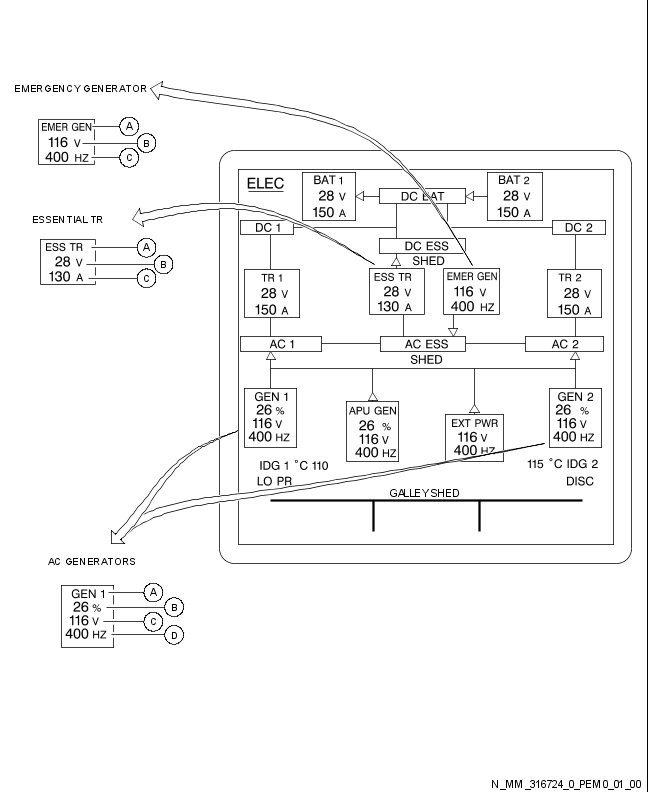 EMERGENCY GENERATOR
EMER GEN A
116 V B
400 HZ C
ESSENTIAL TR
ESS TR A
28 V B
130 A C
ELEC
BAT 1
28 V
150 A
DC BAT
BAT 2
28 V
150 A
DC 1
DC 2
DC ESS
SHED
TR 1
28 V
150 A
ESS TR
28 V
130 A
EMER GEN
116 V
400 HZ
TR 2
28 V
150 A
AC 1
AC ESS
AC 2
SHED
GEN 1
26 %
116 V
400 HZ
APU GEN
26 %
116 V
400 HZ
EXT PWR
116 V
400 HZ
GEN 2
26 %
116 V
400 HZ
IDG 1 °C 110
LO PR
115 °C IDG 2
DISC
GALLEY SHED
AC GENERATORS
GEN 1 A
26 % B
116 V C
400 HZ D
N_MM_316724_0_PEM0_01_00